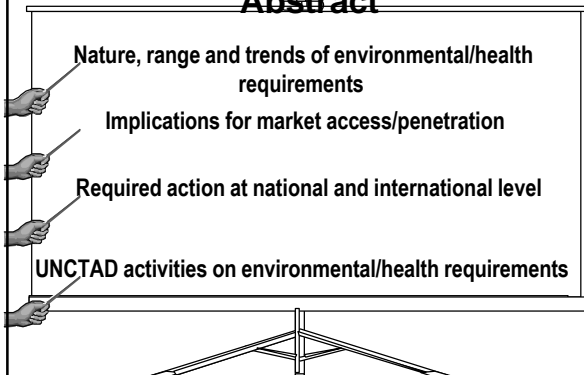 Abstract
Nature, range and trends of environmental/health
requirements
Implications for market access/penetration
Required action at national and international level
UNCTAD activities on environmental/health requirements